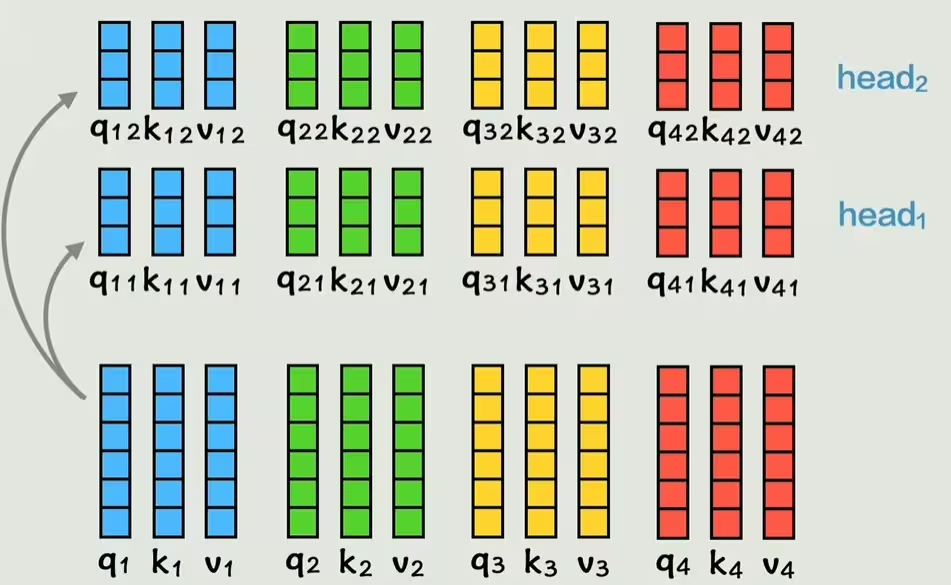 head₂
q₁₂ k₁₂ v₁₂ q₂₂ k₂₂ v₂₂ q₃₂ k₃₂ v₃₂ q₄₂ k₄₂ v₄₂
head₁
q₁₁ k₁₁ v₁₁ q₂₁ k₂₁ v₂₁ q₃₁ k₃₁ v₃₁ q₄₁ k₄₁ v₄₁
q₁ k₁ v₁ q₂ k₂ v₂ q₃ k₃ v₃ q₄ k₄ v₄